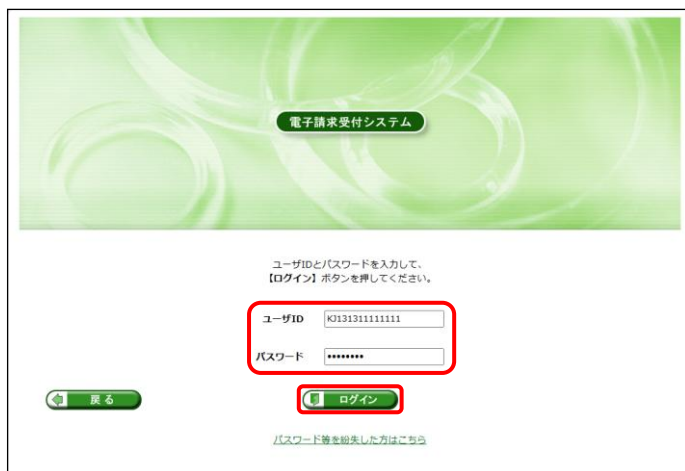 電子請求受付システム
ユーザIDとパスワードを入力して、
【ログイン】ボタンを押してください。
ユーザID KJ131311111111
パスワード ••••••••
戻る ログイン
パスワード等を紛失した方はこちら